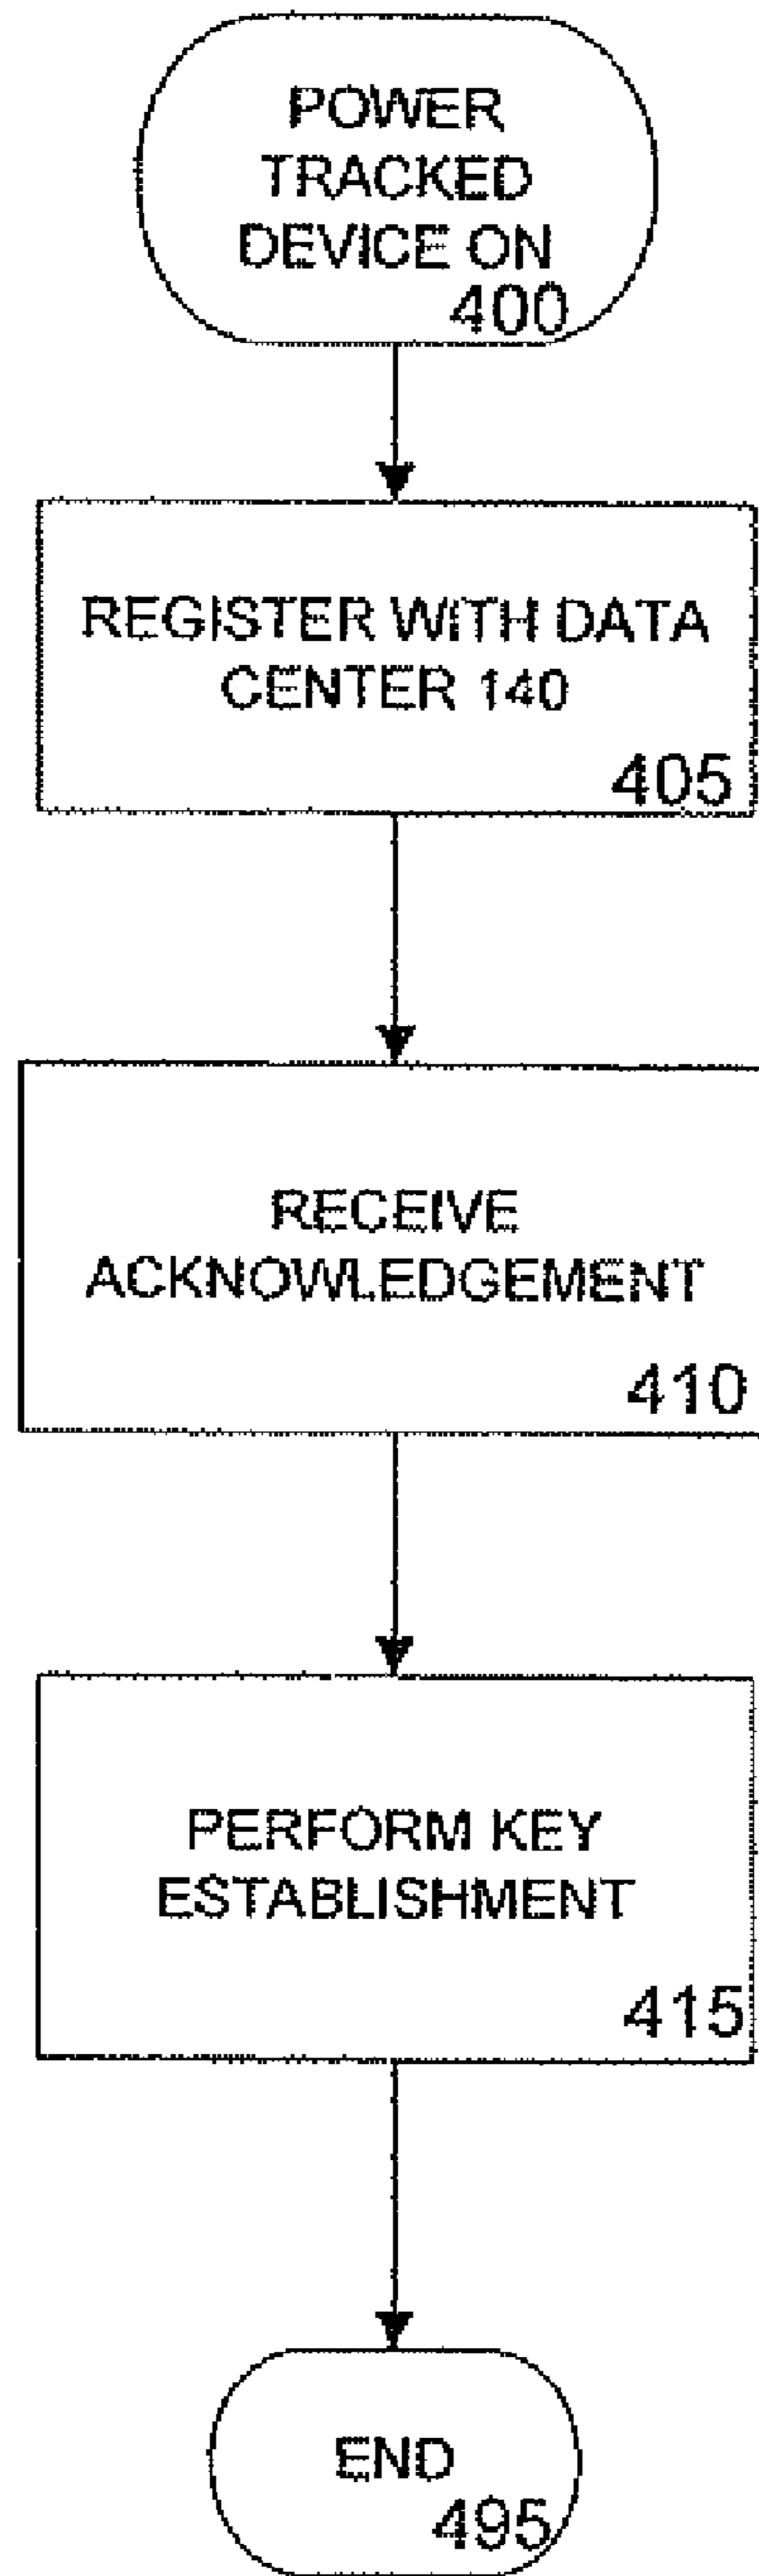 POWER
TRACKED
DEVICE ON
400
REGISTER WITH DATA
CENTER 140
405
RECEIVE
ACKNOWLEDGEMENT
410
PERFORM KEY
ESTABLISHMENT
415
END
495